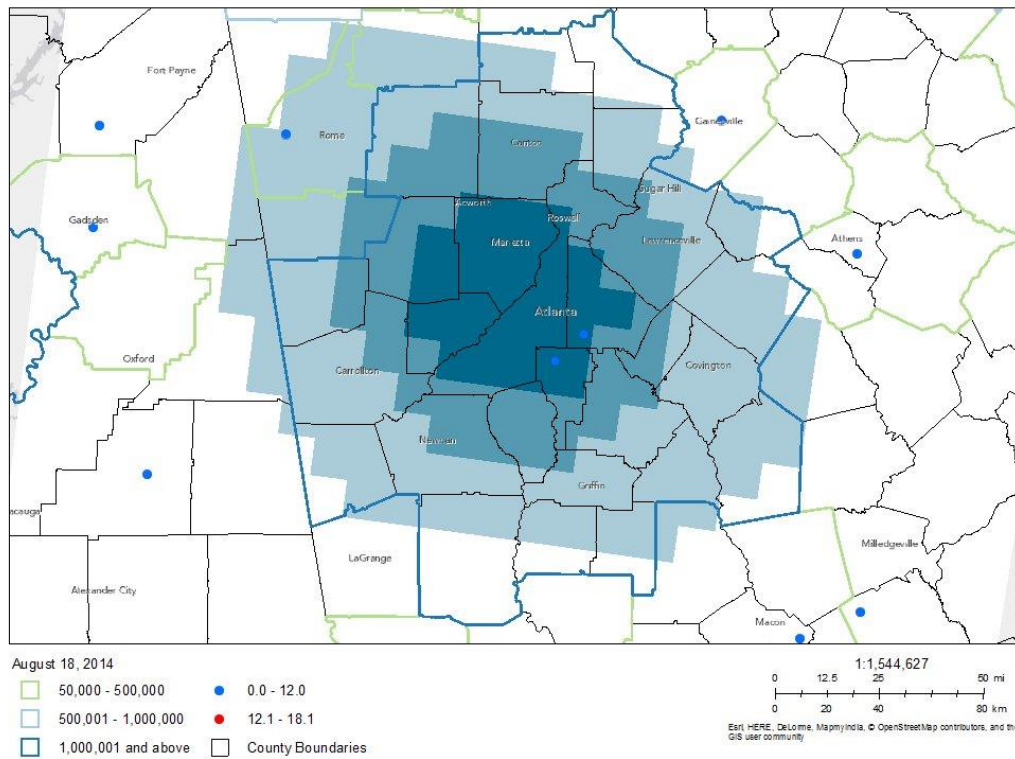 Fort Payne
Rome
Canton
Gainesville
Sugar Hill
Gadsden
Acworth
Roswell
Marietta
Lawrenceville
Athens
Atlanta
Oxford
Carrollton
Covington
Newnan
Griffin
acauga
LaGrange
Milledgeville
Alexander City
Macon
August 18, 2014
50,000 - 500,000
0.0 - 12.0
500,001 - 1,000,000
12.1 - 18.1
1,000,001 and above
County Boundaries
1:1,544,627
0 12.5 25 50 mi
0 20 40 80 km
Esri, HERE, DeLorme, MapmyIndia, © OpenStreetMap contributors, and the
GIS user community